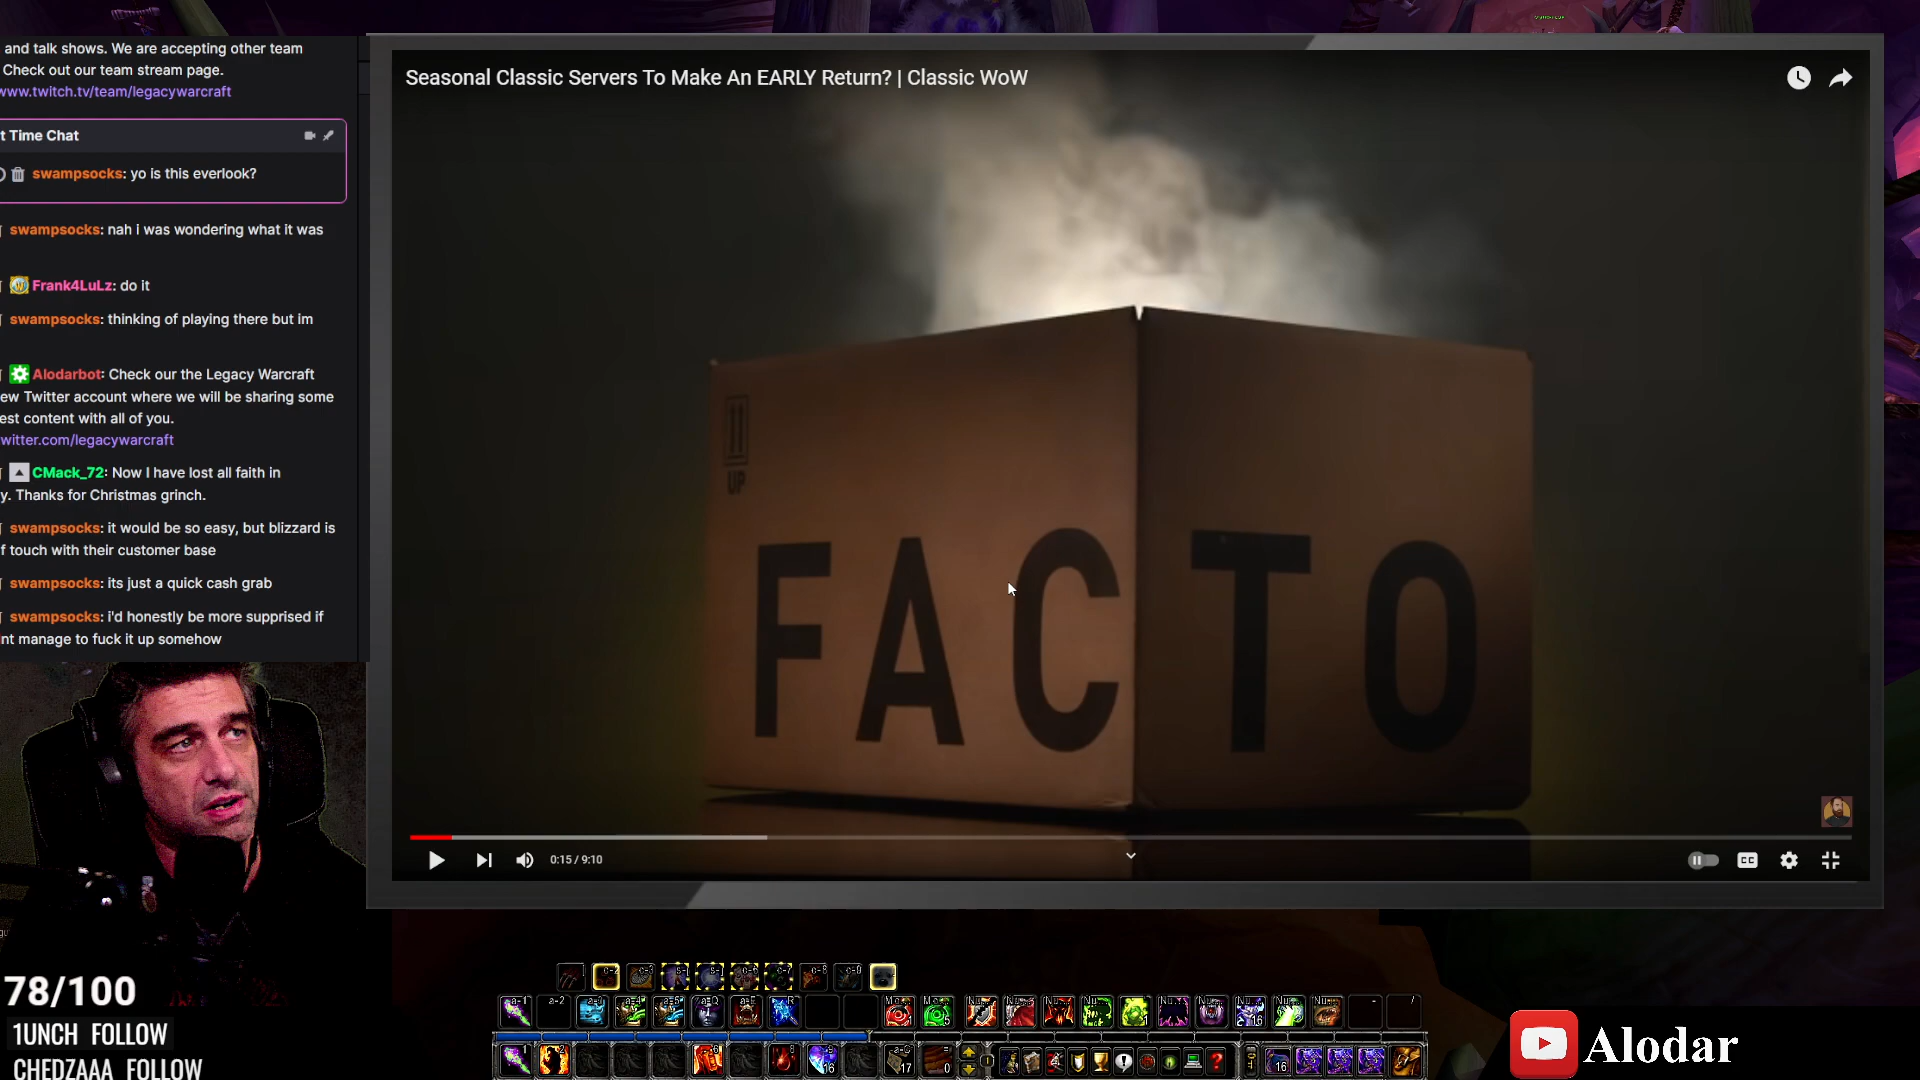 and talk shows. We are accepting other team
Check out our team stream page.
www.twitch.tv/team/legacywarcraft
t Time Chat
swampsocks: yo is this everlook?
swampsocks: nah i was wondering what it was
Frank4LuLz: do it
swampsocks: thinking of playing there but im
Alodarbot: Check our the Legacy Warcraft
ew Twitter account where we will be sharing some
est content with all of you.
witter.com/legacywarcraft
CMack_72: Now I have lost all faith in
y. Thanks for Christmas grinch.
swampsocks: it would be so easy, but blizzard is
f touch with their customer base
swampsocks: its just a quick cash grab
swampsocks: i'd honestly be more supprised if
nt manage to fuck it up somehow
Seasonal Classic Servers To Make An EARLY Return? | Classic WoW
UP
FACTO
0:15 / 9:10
CC
78/100
1UNCH FOLLOW
CHEDZAAA FOLLOW
Alodar